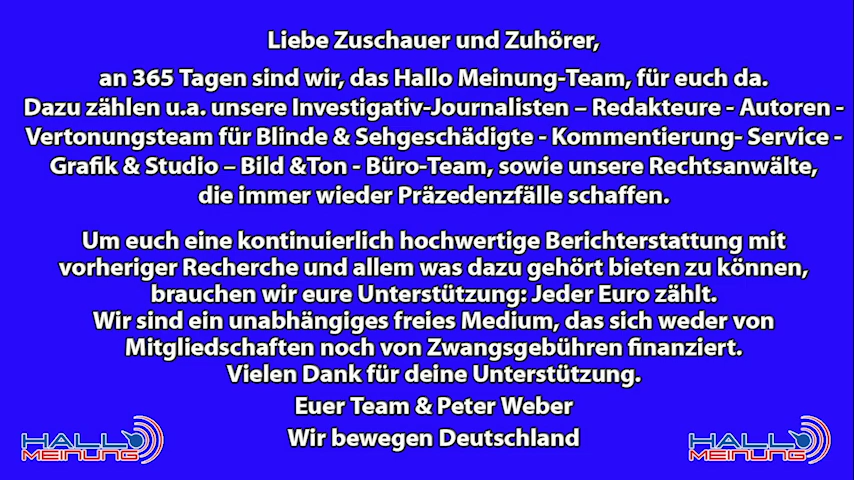 Liebe Zuschauer und Zuhörer,
an 365 Tagen sind wir, das Hallo Meinung-Team, für euch da.
Dazu zählen u.a. unsere Investigativ-Journalisten – Redakteure - Autoren -
Vertonungsteam für Blinde & Sehgeschädigte - Kommentierung- Service -
Grafik & Studio – Bild &Ton - Büro-Team, sowie unsere Rechtsanwälte,
die immer wieder Präzedenzfälle schaffen.
Um euch eine kontinuierlich hochwertige Berichterstattung mit
vorheriger Recherche und allem was dazu gehört bieten zu können,
brauchen wir eure Unterstützung: Jeder Euro zählt.
Wir sind ein unabhängiges freies Medium, das sich weder von
Mitgliedschaften noch von Zwangsgebühren finanziert.
Vielen Dank für deine Unterstützung.
Euer Team & Peter Weber
Wir bewegen Deutschland
HALLO
MEINUNG
HALLO
MEINUNG